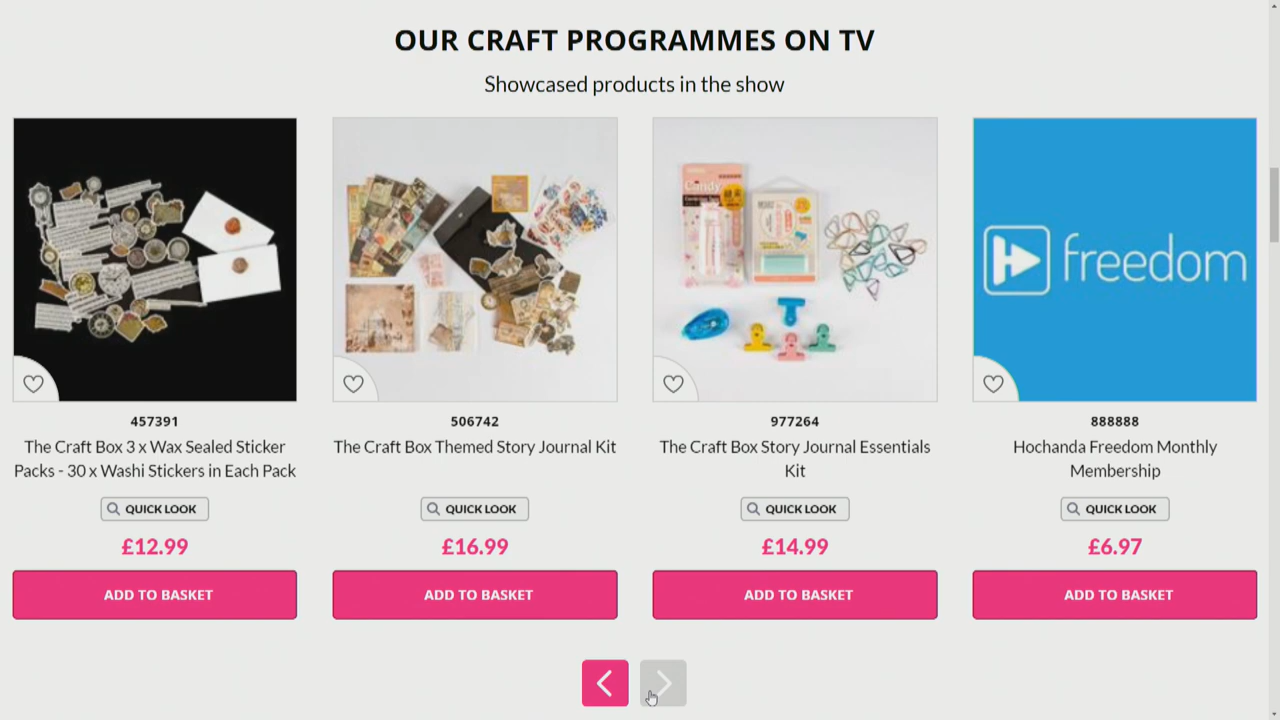 OUR CRAFT PROGRAMMES ON TV
Showcased products in the show
Candy
freedom
457391
The Craft Box 3 x Wax Sealed Sticker
Packs - 30 x Washi Stickers in Each Pack
QUICK LOOK
£12.99
ADD TO BASKET
506742
The Craft Box Themed Story Journal Kit
QUICK LOOK
£16.99
ADD TO BASKET
977264
The Craft Box Story Journal Essentials
Kit
QUICK LOOK
£14.99
ADD TO BASKET
888888
Hochanda Freedom Monthly
Membership
QUICK LOOK
£6.97
ADD TO BASKET